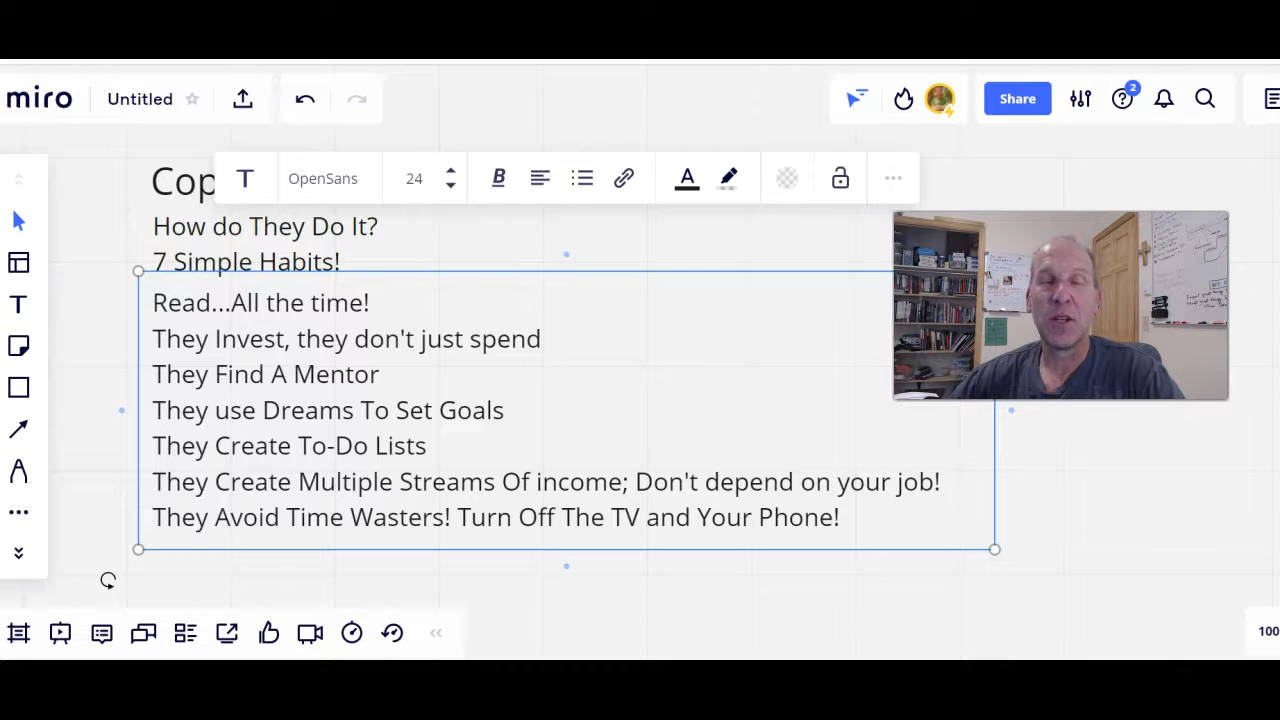 miro
Untitled
Share
2
OpenSans
24
B
A
Cop
How do They Do It?
7 Simple Habits!
Read...All the time!
They Invest, they don't just spend
They Find A Mentor
They use Dreams To Set Goals
They Create To-Do Lists
They Create Multiple Streams Of income; Don't depend on your job!
They Avoid Time Wasters! Turn Off The TV and Your Phone!
100